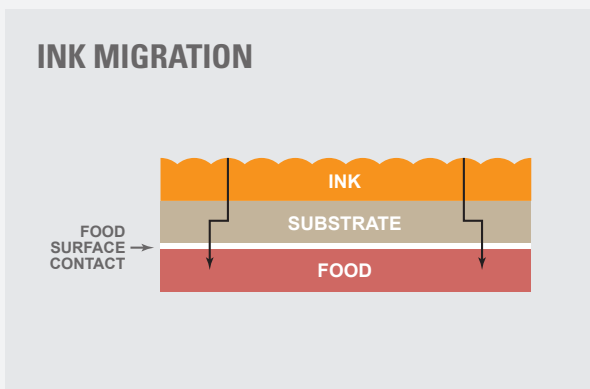 INK MIGRATION
INK
SUBSTRATE
FOOD
SURFACE
CONTACT
FOOD